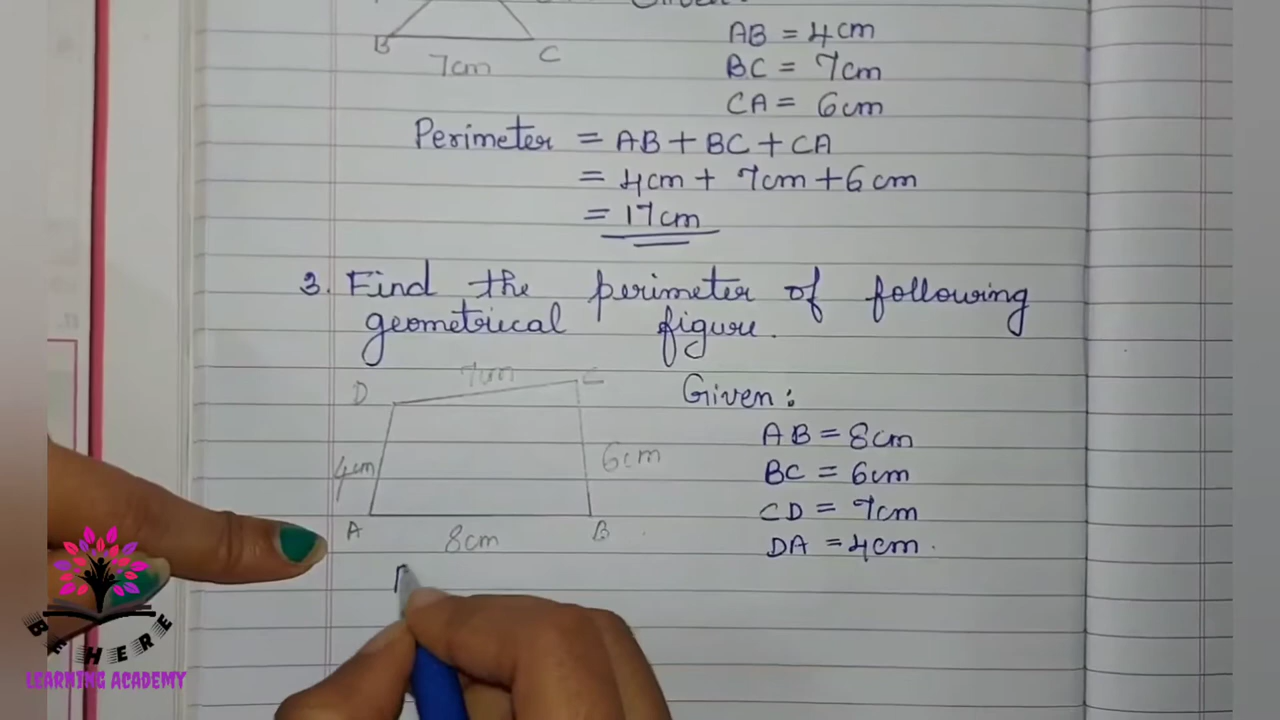 B
7cm
C
AB = 4cm
BC = 7cm
CA = 6cm
Perimeter = AB + BC + CA
= 4cm + 7cm + 6cm
= 17cm
3. Find the perimeter of following
geometrical figure.
D
7cm
C
4cm
6cm
A
8cm
B
Given:
AB = 8cm
BC = 6cm
CD = 7cm
DA = 4cm.
BE HERE
LEARNING ACADEMY